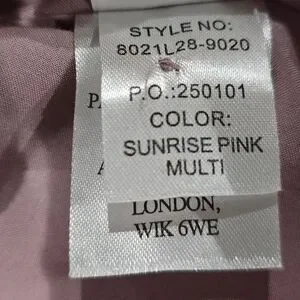 STYLE NO:
8021L28-9020
P.O.:250101
COLOR:
SUNRISE PINK
MULTI
LONDON,
WIK 6WE